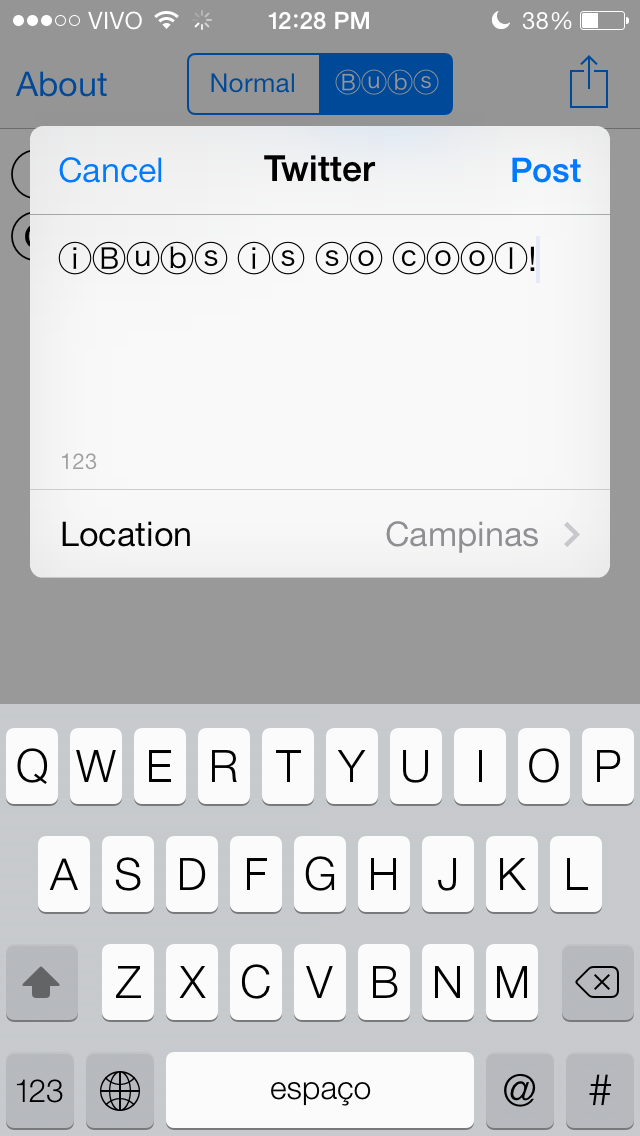 VIVO 12:28 PM 38%
About Normal Ⓑⓤⓑⓢ
Cancel Twitter Post
ⓘⒷⓤⓑⓢ ⓘⓢ ⓢⓞ ⓒⓞⓞⓛ!
123
Location Campinas
Q W E R T Y U I O P
A S D F G H J K L
Z X C V B N M
123 espaço @ #